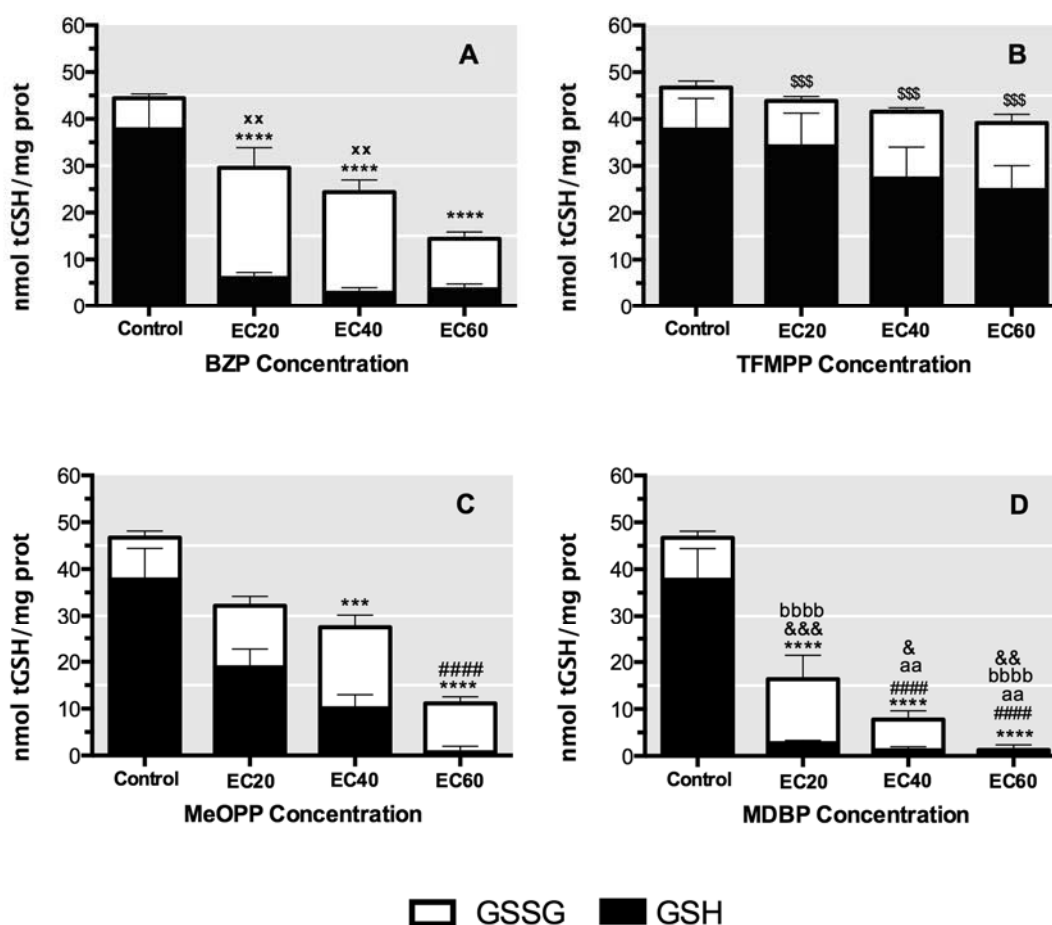 60
50
40
30
20
10
0
nmol tGSH/mg prot
A
xx
****
xx
****
****
Control
EC20
EC40
EC60
BZP Concentration
60
50
40
30
20
10
0
nmol tGSH/mg prot
B
$$$
$$$
$$$
Control
EC20
EC40
EC60
TFMPP Concentration
60
50
40
30
20
10
0
nmol tGSH/mg prot
C
***
####
****
Control
EC20
EC40
EC60
MeOPP Concentration
60
50
40
30
20
10
0
nmol tGSH/mg prot
D
bbbb
&&&
****
&
aa
####
****
&&
bbbb
aa
####
****
Control
EC20
EC40
EC60
MDBP Concentration
GSSG
GSH